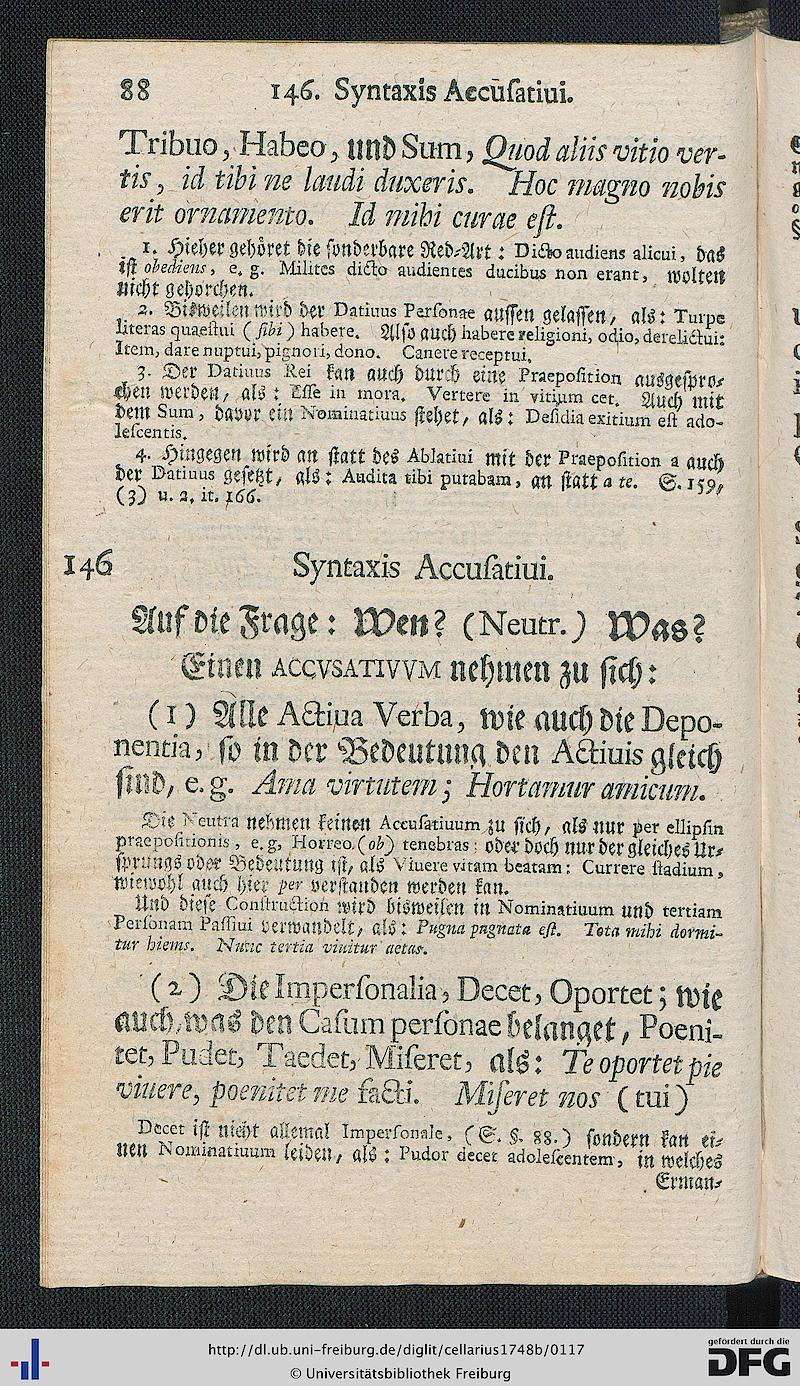 88 146. Syntaxis Accuſatiui.
Tribuo, Habeo, und Sum, Quod aliis vitio ver-
tis, id tibi ne laudi duxeris. Hoc magno nobis
erit ornamento. Id mihi curae eſt.
1. Hieher gehöret die ſonderbare Red-Art: Dicto audiens alicui, das
iſt obediens, e. g. Milites dicto audientes ducibus non erant, wolten
nicht gehorchen.
2. Bisweilen wird der Datiuus Perſonae auſſen gelaſſen, als: Turpe
literas quaeſtui (ſibi) habere. Alſo auch habere religioni, odio, derelictui:
Item, dare nuptui, pignori, dono. Canere receptui.
3. Der Datiuus Rei kan auch durch eine Praepoſition ausgeſpro-
chen werden, als: Eſſe in mora. Vertere in vitium cet. Auch mit
dem Sum, davor ein Nominatiuus ſtehet, als: Deſidia exitium eſt ado-
leſcentis.
4. Hingegen wird an ſtatt des Ablatiui mit der Praepoſition a auch
der Datiuus geſetzt, als: Audita tibi putabam, an ſtatt a te. S. 159,
(3) u. 2. it. 166.
146 Syntaxis Accuſatiui.
Auf die Frage: Wen? (Neutr.) Was?
Einen ACCVSATIVVM nehmen zu ſich:
(1) Alle Actiua Verba, wie auch die Depo-
nentia, ſo in der Bedeutung den Actiuis gleich
ſind, e. g. Ama virtutem; Hortamur amicum.
Die Neutra nehmen keinen Accuſatiuum zu ſich, als nur per ellipſin
praepoſitionis, e. g. Horreo (ob) tenebras: oder doch nur der gleiches Ur-
ſprungs oder Bedeutung iſt, als Viuere vitam beatam: Currere ſtadium,
wiewohl auch hier per verſtanden werden kan.
Und dieſe Conſtruction wird bisweilen in Nominatiuum und tertiam
Perſonam Paſſiui verwandelt, als: Pugna pugnata eſt. Tota mihi dormi-
tur hiems. Nunc tertia viuitur aetas.
(2) Die Imperſonalia, Decet, Oportet; wie
auch, was den Caſum perſonae belanget, Poeni-
tet, Pudet, Taedet, Miſeret, als: Te oportet pie
viuere, poenitet me facti. Miſeret nos (tui)
Decet iſt nicht allemal Imperſonale, (S. §. 88.) ſondern kan ei-
nen Nominatiuum leiden, als: Pudor decet adoleſcentem, in welches
Erman-
http://dl.ub.uni-freiburg.de/diglit/cellarius1748b/0117
© Universitätsbibliothek Freiburg
gefördert durch die
DFG